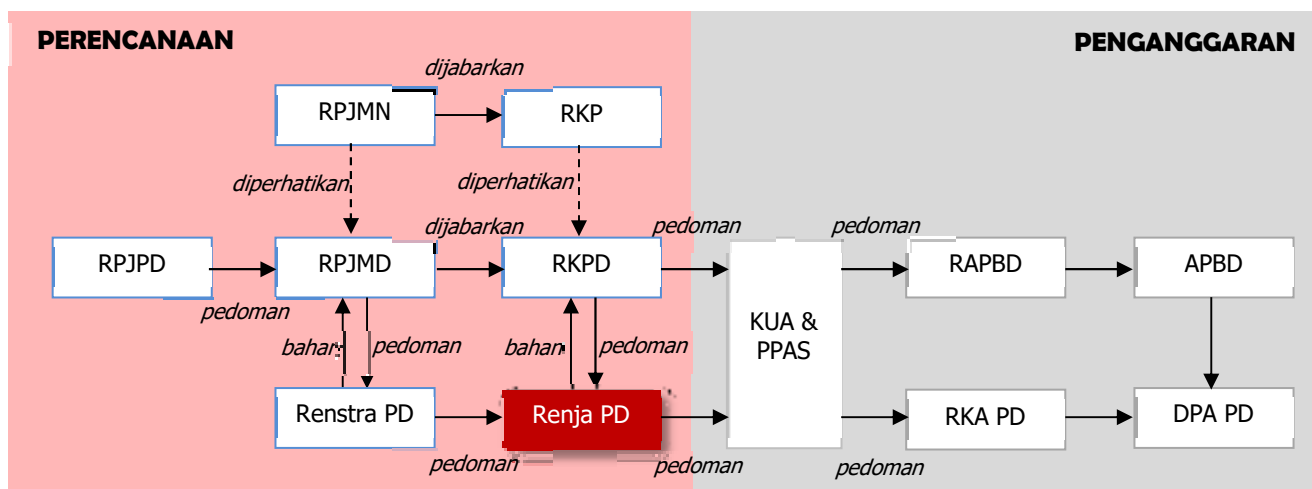 PERENCANAAN
PENGANGGARAN
dijabarkan
RPJMN
RKP
diperhatikan
diperhatikan
dijabarkan
pedoman
pedoman
RPJPD
RPJMD
RKPD
RAPBD
APBD
pedoman
KUA &
PPAS
bahan
pedoman
bahan
pedoman
Renstra PD
Renja PD
RKA PD
DPA PD
pedoman
pedoman
pedoman